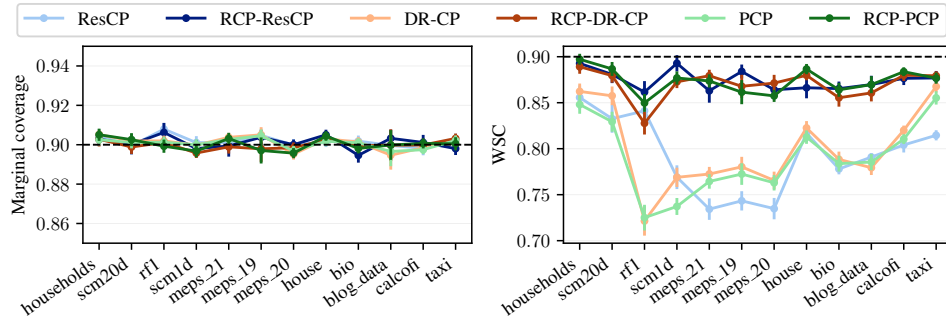 ResCP RCP-ResCP DR-CP RCP-DR-CP PCP RCP-PCP
Marginal coverage
0.94
0.92
0.90
0.88
0.86
households scm20d rf1 scm1d meps_21 meps_19 meps_20 house bio blog_data calcofi taxi
WSC
0.90
0.85
0.80
0.75
0.70
households scm20d rf1 scm1d meps_21 meps_19 meps_20 house bio blog_data calcofi taxi